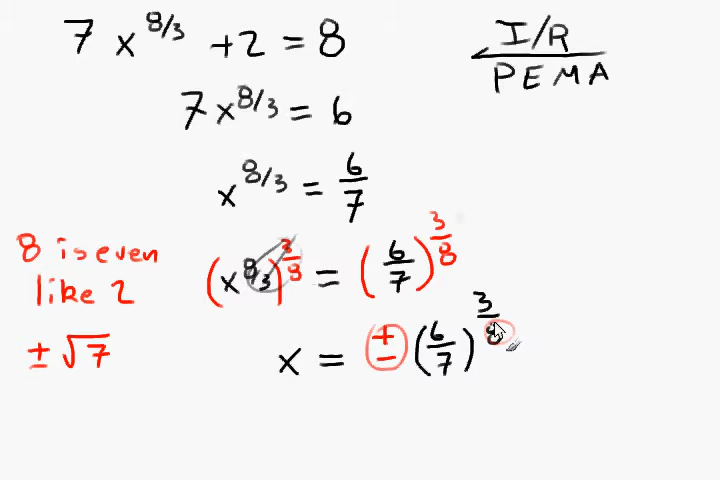 7 x^8/3 + 2 = 8
I/R
PEMA
7x^8/3 = 6
x^8/3 = 6/7
8 is even
like 2
(x^8/3)^3/8 = (6/7)^3/8
± √7
x = ± (6/7)^3/8